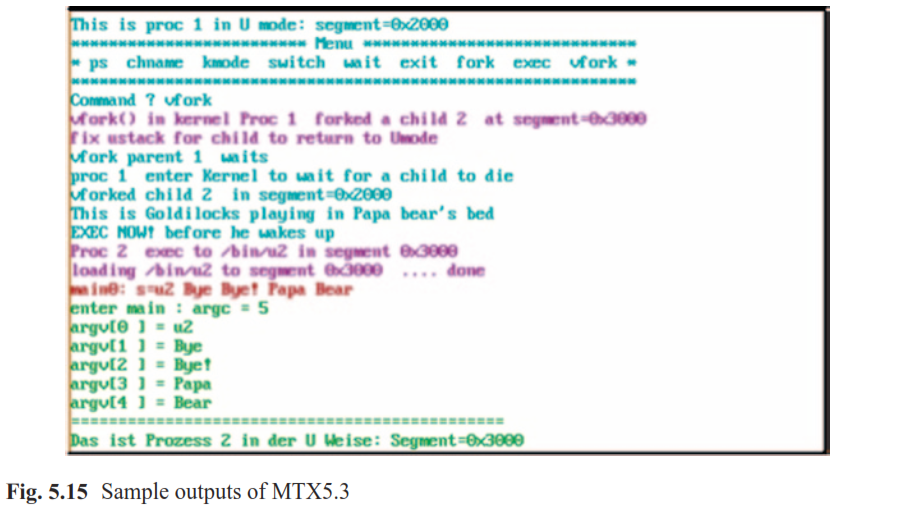 This is proc 1 in U mode: segment=0x2000
************************* Menu *****************************
* ps chname kmode switch wait exit fork exec vfork *
************************************************************
Command ? vfork
vfork() in kernel Proc 1 forked a child 2 at segment=0x3000
fix ustack for child to return to Umode
vfork parent 1 waits
proc 1 enter Kernel to wait for a child to die
vforked child 2 in segment=0x2000
This is Goldilocks playing in Papa bear's bed
EXEC NOW! before he wakes up
Proc 2 exec to /bin/u2 in segment 0x3000
loading /bin/u2 to segment 0x3000 .... done
main0: s=u2 Bye Bye! Papa Bear
enter main : argc = 5
argv[0 ] = u2
argv[1 ] = Bye
argv[2 ] = Bye!
argv[3 ] = Papa
argv[4 ] = Bear
==============================================
Das ist Prozess 2 in der U Weise: Segment=0x3000
Fig. 5.15 Sample outputs of MTX5.3